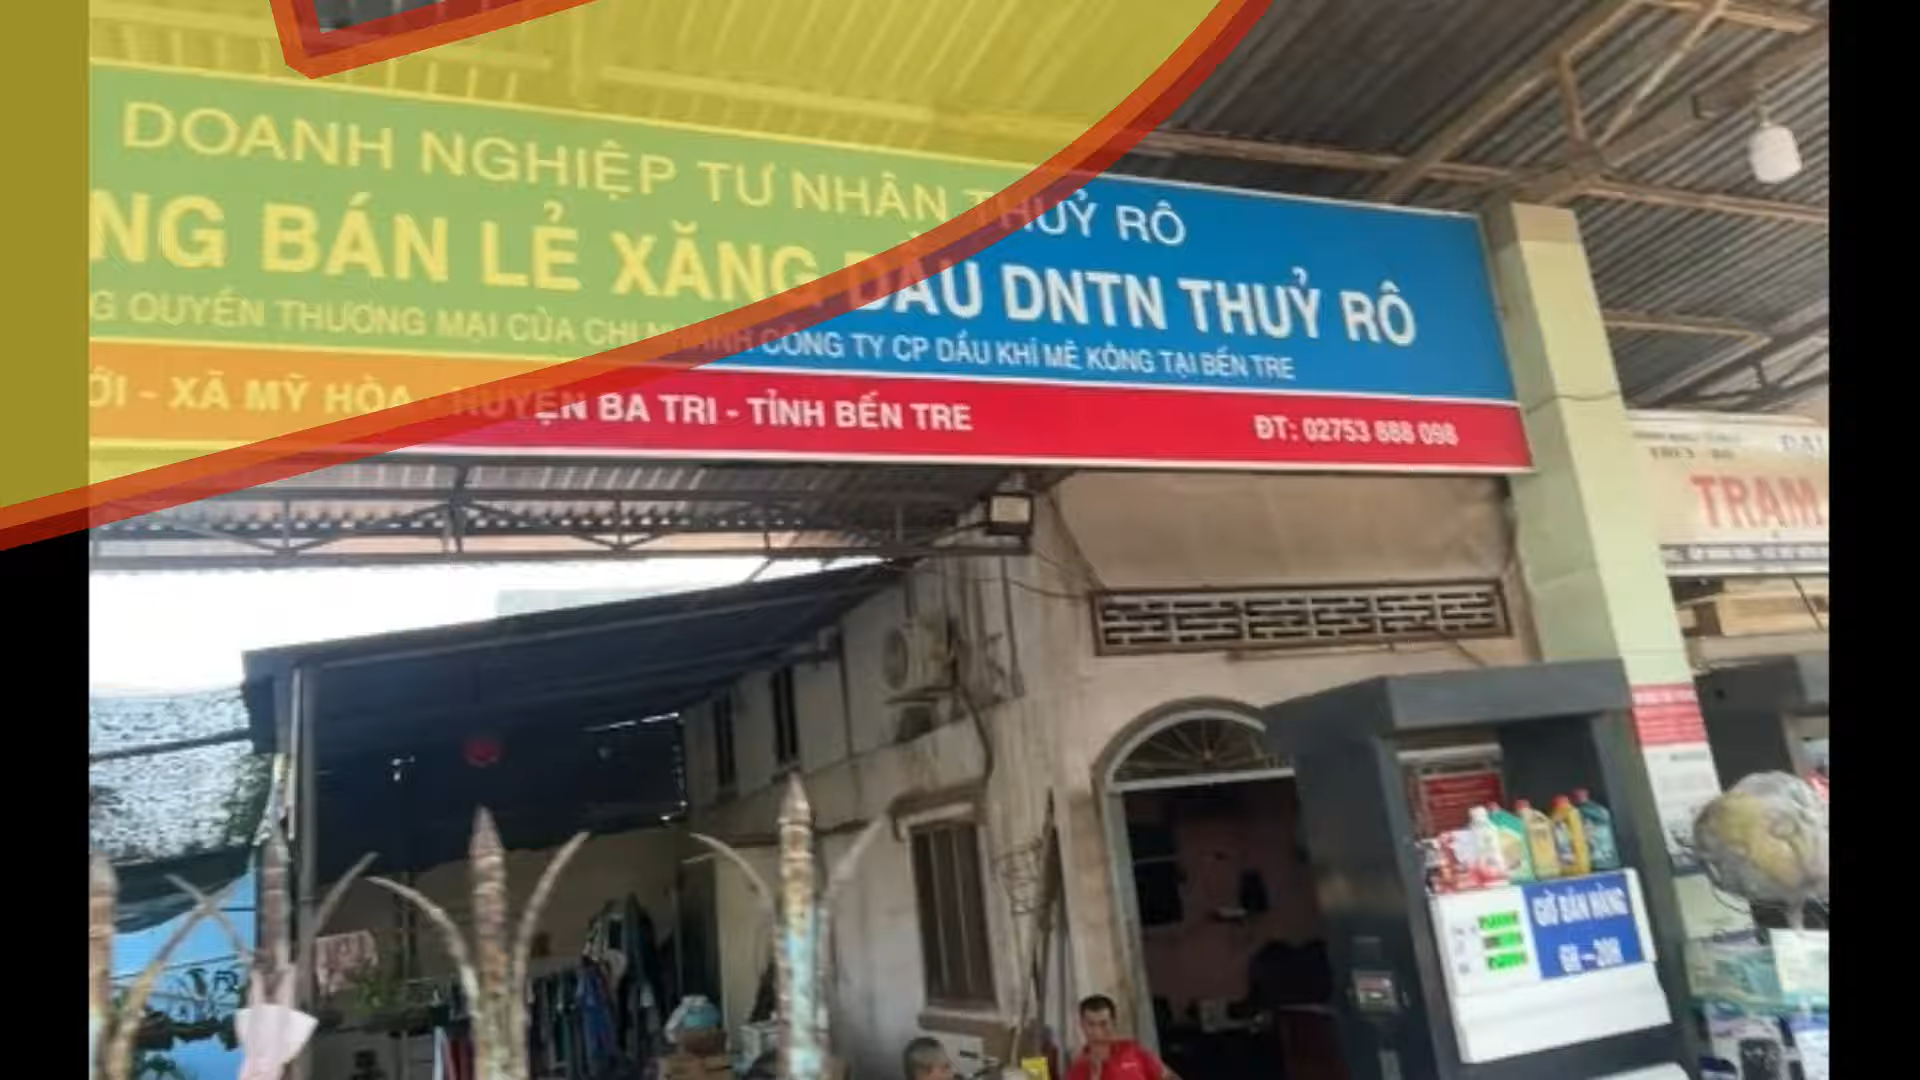 DOANH NGHIỆP TƯ NHÂN THUỶ RÔ
NG BÁN LẺ XĂNG DẦU DNTN THUỶ RÔ
G QUYỀN THƯƠNG MẠI CỦA CHI NHÁNH CÔNG TY CP DẦU KHÍ MÊ KÔNG TẠI BẾN TRE
ỚI - XÃ MỸ HÒA - HUYỆN BA TRI - TỈNH BẾN TRE
ĐT: 02753 888 098
TRẠM
GIỜ BÁN HÀNG
6H - 20H